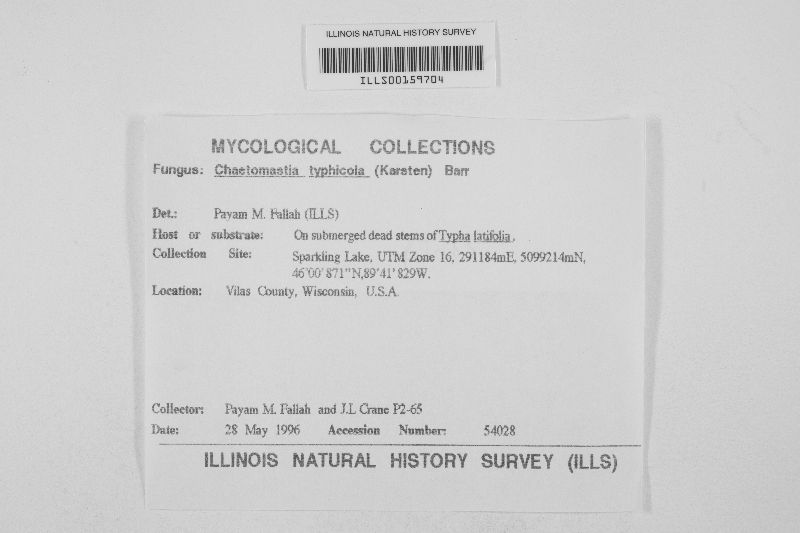 ILLINOIS NATURAL HISTORY SURVEY
ILLS00159704
MYCOLOGICAL COLLECTIONS
Fungus: Chaetomastia typhicola (Karsten) Barr
Det.: Payam M. Fallah (ILLS)
Host or substrate: On submerged dead stems of Typha latifolia,
Collection Site: Sparkling Lake, UTM Zone 16, 291184mE, 5099214mN,
46°00'871"N,89°41'829W.
Location: Vilas County, Wisconsin, U.S.A.
Collector: Payam M. Fallah and J.L Crane P2-65
Date: 28 May 1996 Accession Number: 54028
ILLINOIS NATURAL HISTORY SURVEY (ILLS)